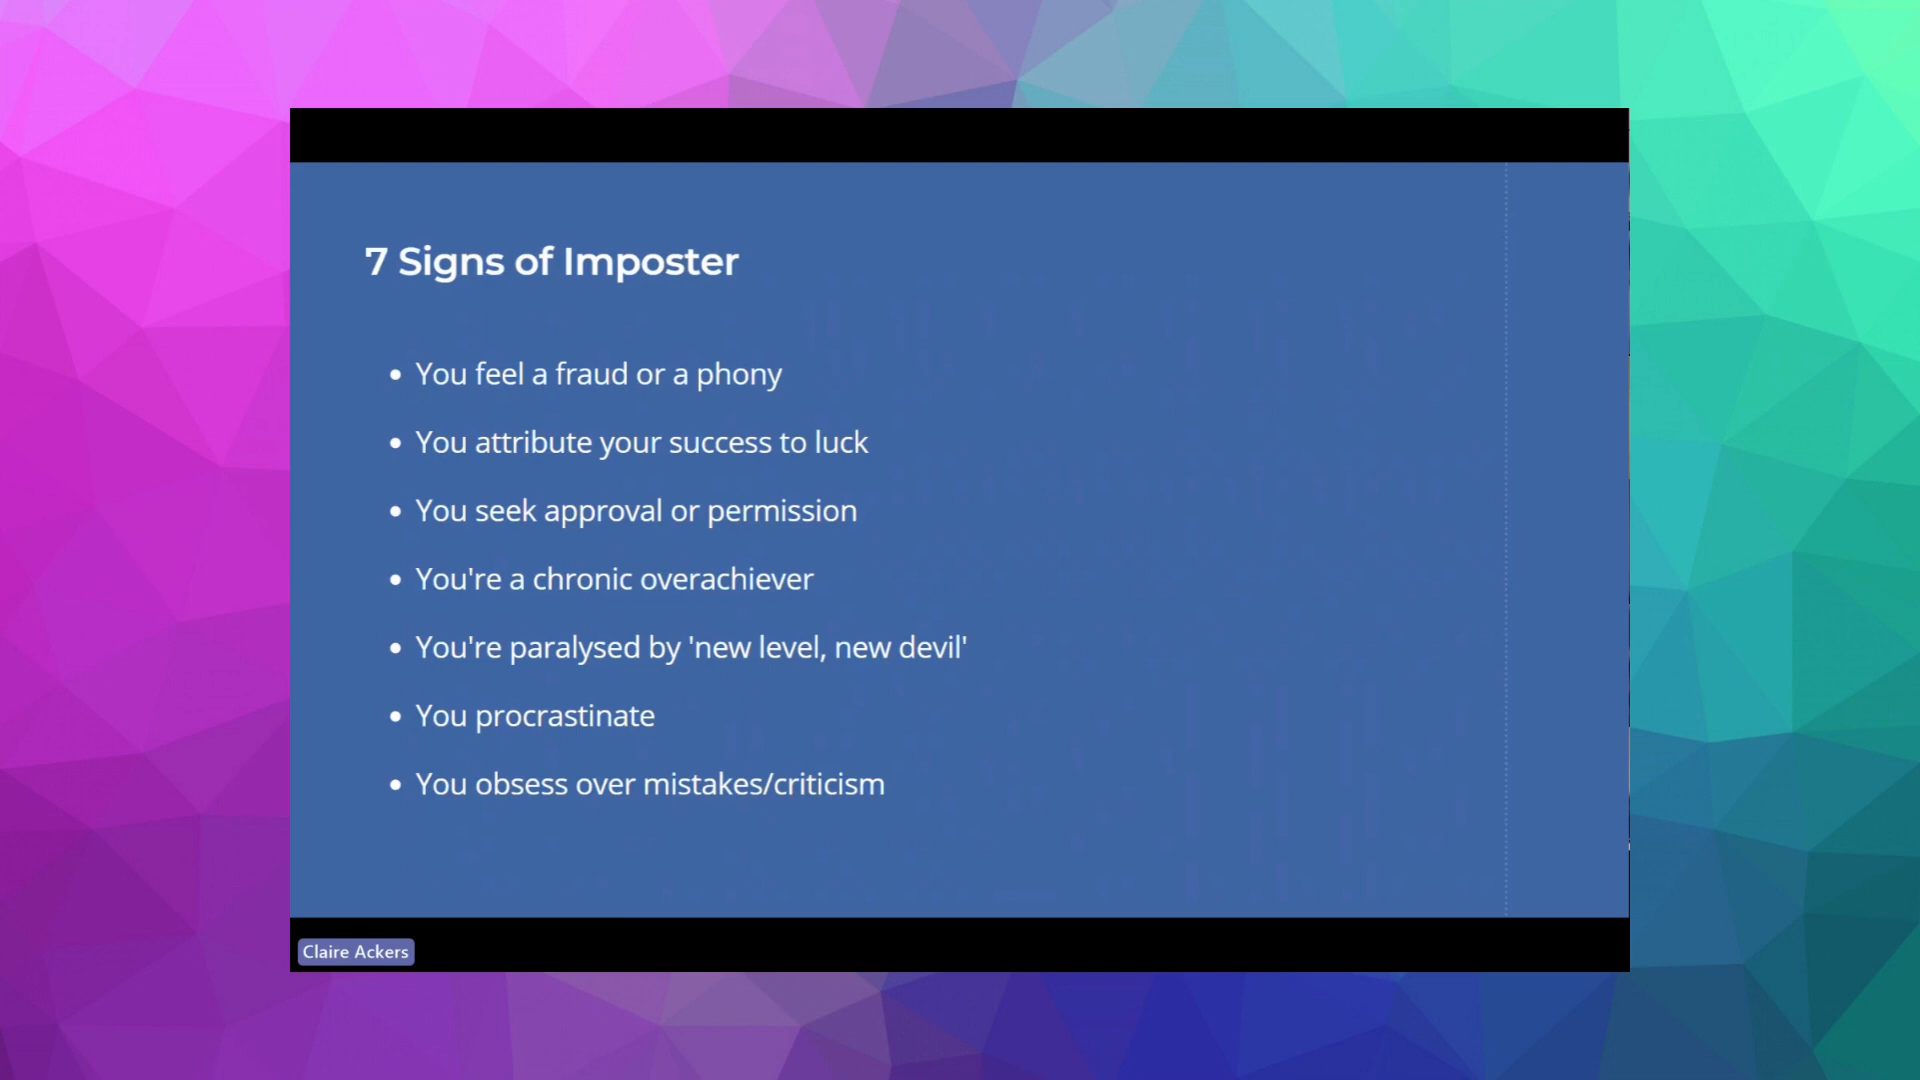 7 Signs of Imposter
• You feel a fraud or a phony
• You attribute your success to luck
• You seek approval or permission
• You're a chronic overachiever
• You're paralysed by 'new level, new devil'
• You procrastinate
• You obsess over mistakes/criticism
Claire Ackers